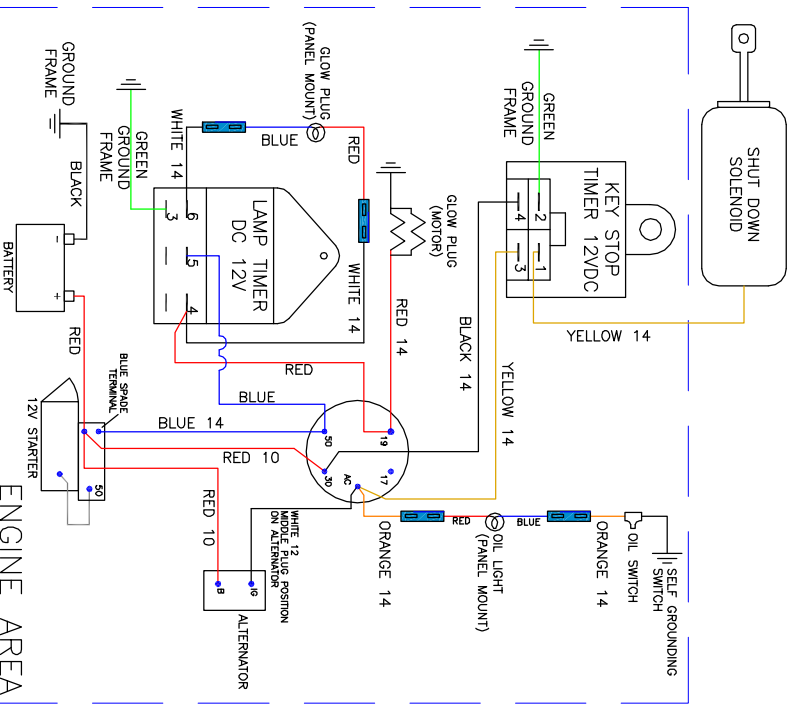 SHUT DOWN
SOLENOID
KEY STOP
TIMER 12VDC
2
4
1
3
GREEN
GROUND
FRAME
YELLOW 14
BLACK 14
YELLOW 14
GLOW PLUG
(PANEL MOUNT)
BLUE
RED
WHITE 14
GLOW PLUG
(MOTOR)
RED 14
WHITE 14
GREEN
GROUND
FRAME
LAMP TIMER
DC 12V
6
3
5
4
RED
BLUE
GROUND
FRAME
BLACK
BATTERY
-
+
RED
BLUE SPADE
TERMINAL
BLUE 14
RED 10
12V STARTER
50
50
19
30
17
AC
RED 10
WHITE 12
MIDDLE PLUG POSITION
ON ALTERNATOR
B
IG
ALTERNATOR
ORANGE 14
RED
BLUE
OIL LIGHT
(PANEL MOUNT)
ORANGE 14
OIL SWITCH
SELF GROUNDING
SWITCH
ENGINE AREA